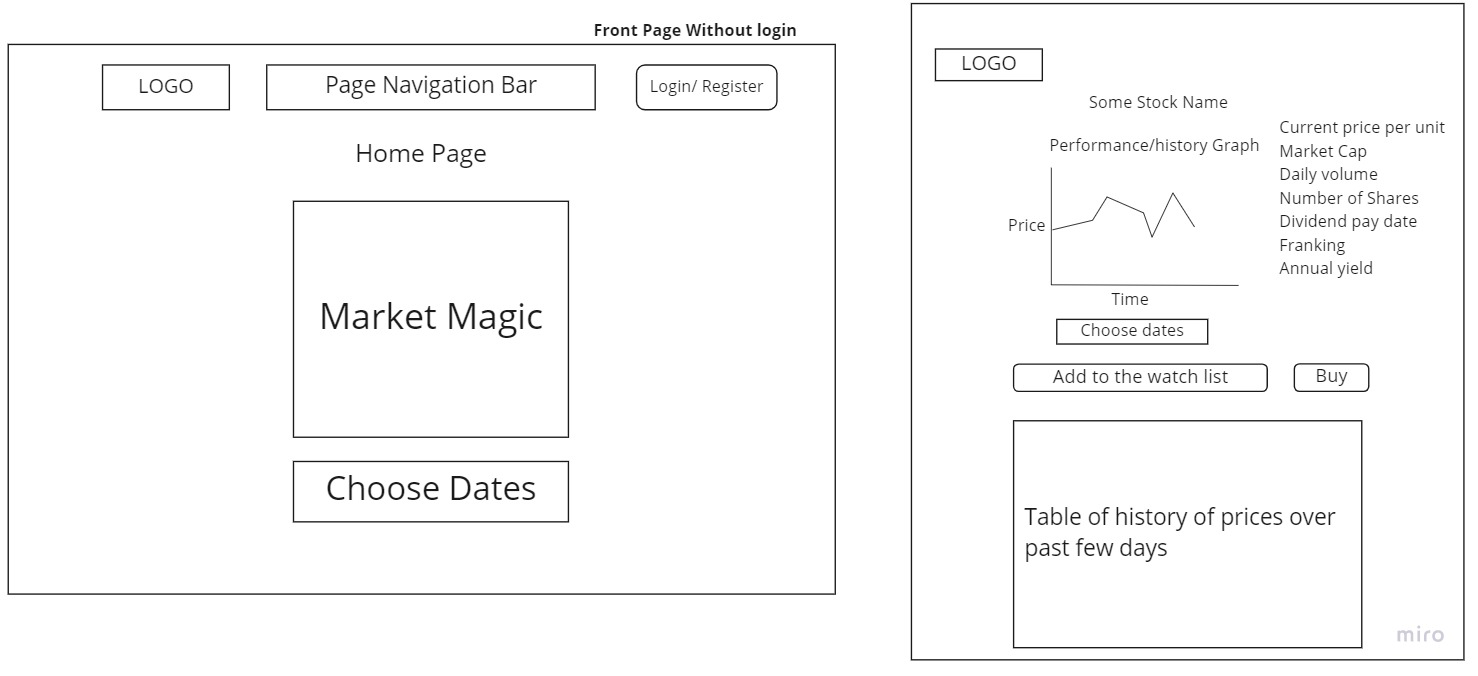 Front Page Without login
LOGO
Page Navigation Bar
Login/ Register
Home Page
Market Magic
Choose Dates
LOGO
Some Stock Name
Performance/history Graph
Price
Time
Current price per unit
Market Cap
Daily volume
Number of Shares
Dividend pay date
Franking
Annual yield
Choose dates
Add to the watch list
Buy
Table of history of prices over
past few days
miro